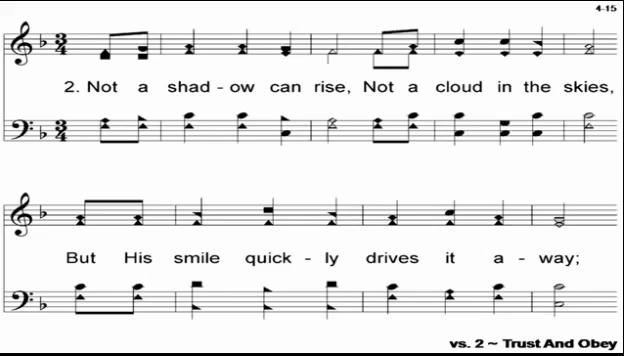 4-15
2. Not a shad - ow can rise, Not a cloud in the skies,
But His smile quick - ly drives it a - way;
vs. 2 ~ Trust And Obey